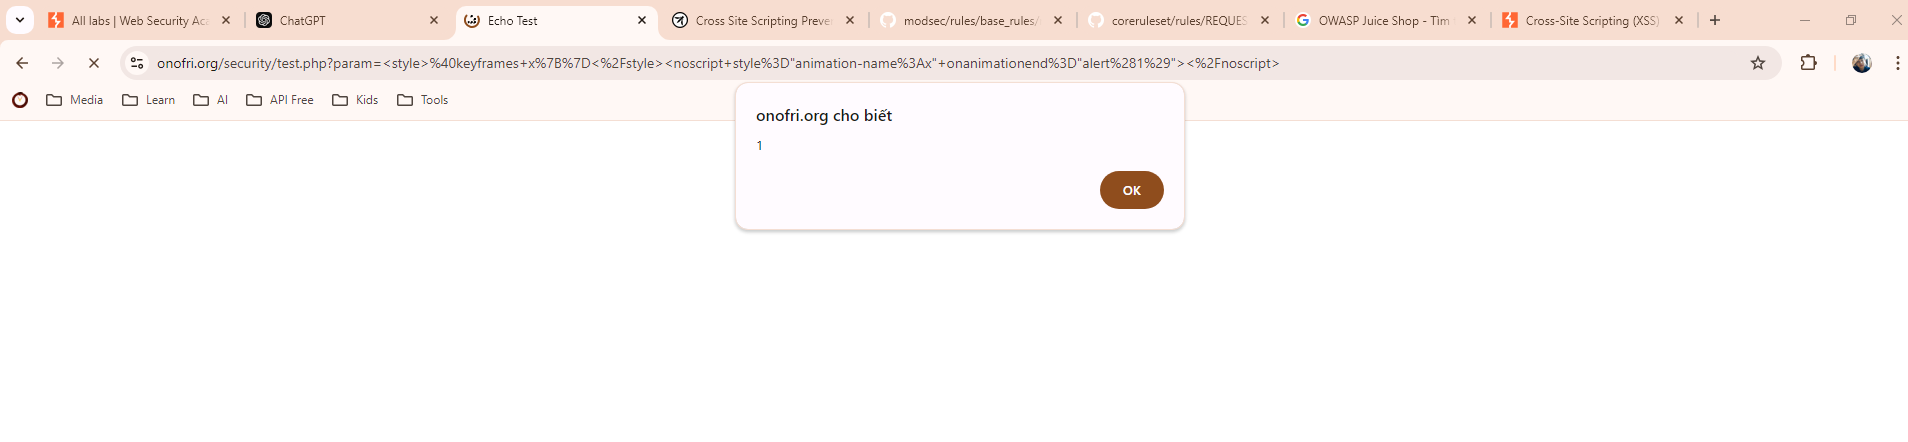 All labs | Web Security Aca
ChatGPT
Echo Test
Cross Site Scripting Preve
modsec/rules/base_rules/
coreruleset/rules/REQUES
OWASP Juice Shop - Tìm
Cross-Site Scripting (XSS)
onofri.org/security/test.php?param=<style>%40keyframes+x%7B%7D<%2Fstyle><noscript+style%3D"animation-name%3Ax"+onanimationend%3D"alert%281%29"><%2Fnoscript>
Media
Learn
AI
API Free
Kids
Tools
onofri.org cho biết
1
OK